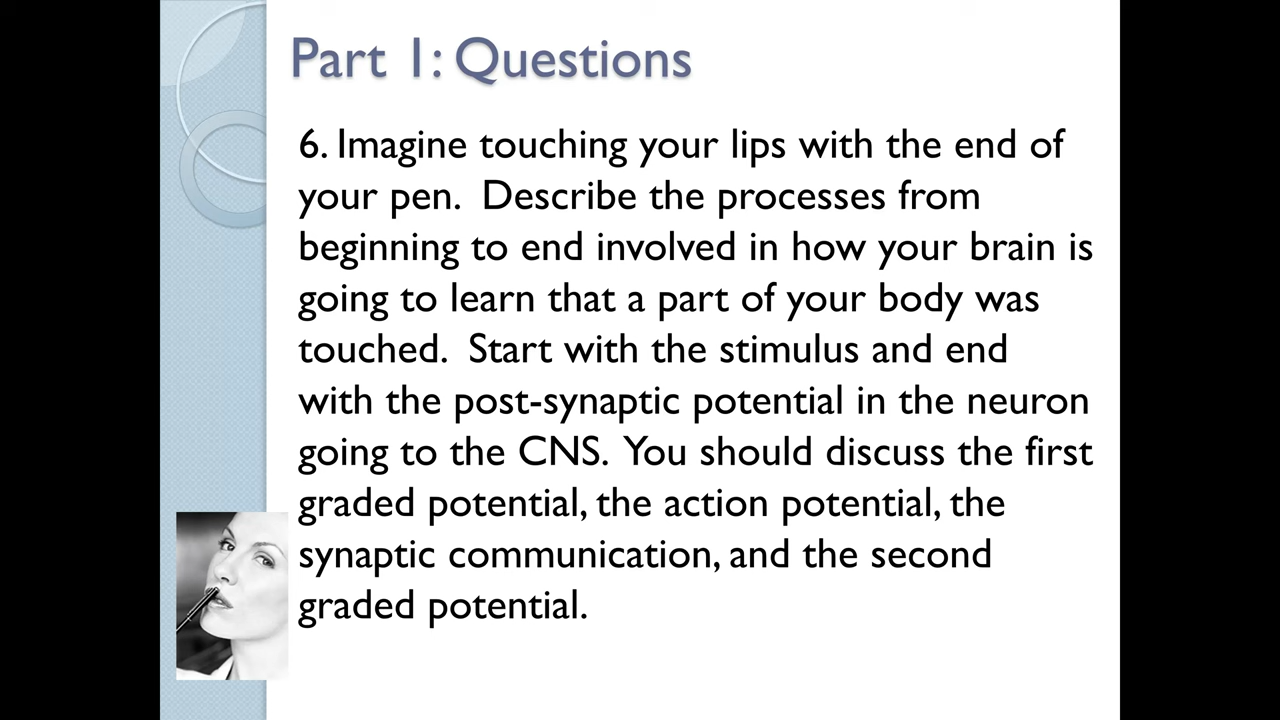 Part 1: Questions
6. Imagine touching your lips with the end of
your pen.  Describe the processes from
beginning to end involved in how your brain is
going to learn that a part of your body was
touched.  Start with the stimulus and end
with the post-synaptic potential in the neuron
going to the CNS.  You should discuss the first
graded potential, the action potential, the
synaptic communication, and the second
graded potential.